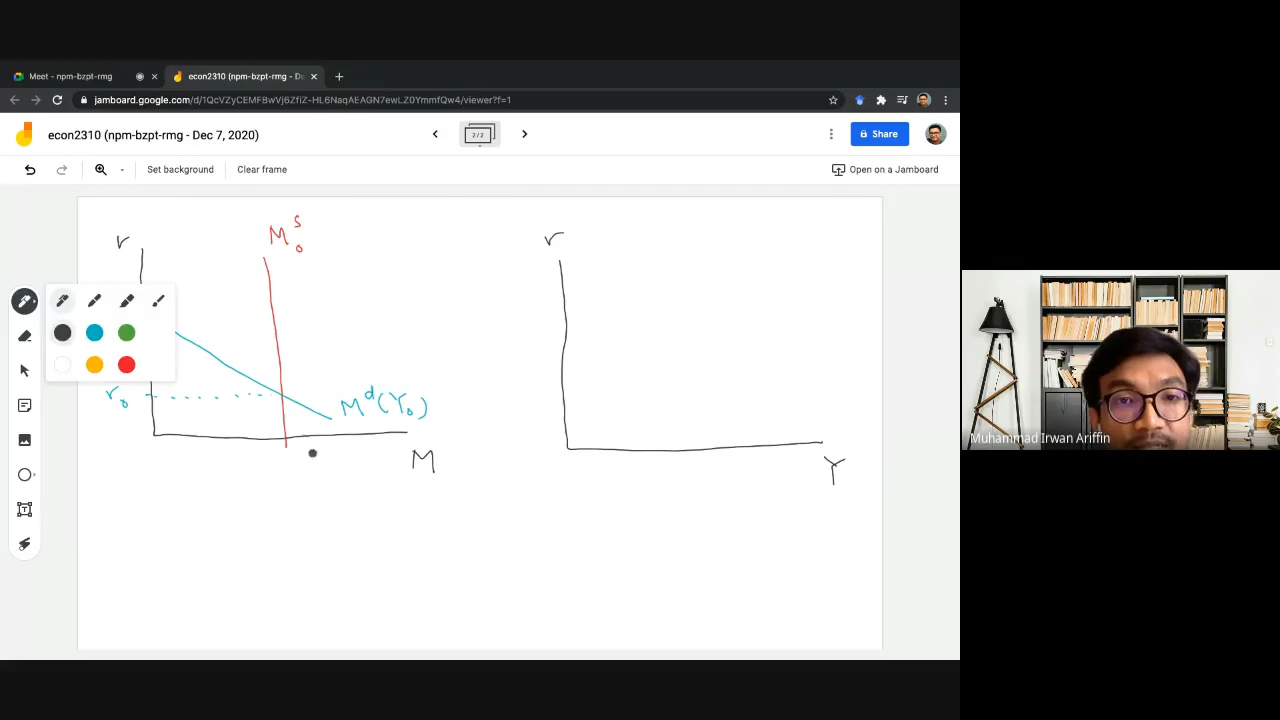 Meet - npm-bzpt-rmg
econ2310 (npm-bzpt-rmg - De
jamboard.google.com/d/1QcVZyCEMFBwVj6ZfiZ-HL6NaqAEAGN7ewLZ0YmmfQw4/viewer?f=1
econ2310 (npm-bzpt-rmg - Dec 7, 2020)
2/2
Share
Set background
Clear frame
Open on a Jamboard
r
M₀ˢ
r₀
Mᵈ(Y₀)
M
r
Y
Muhammad Irwan Ariffin